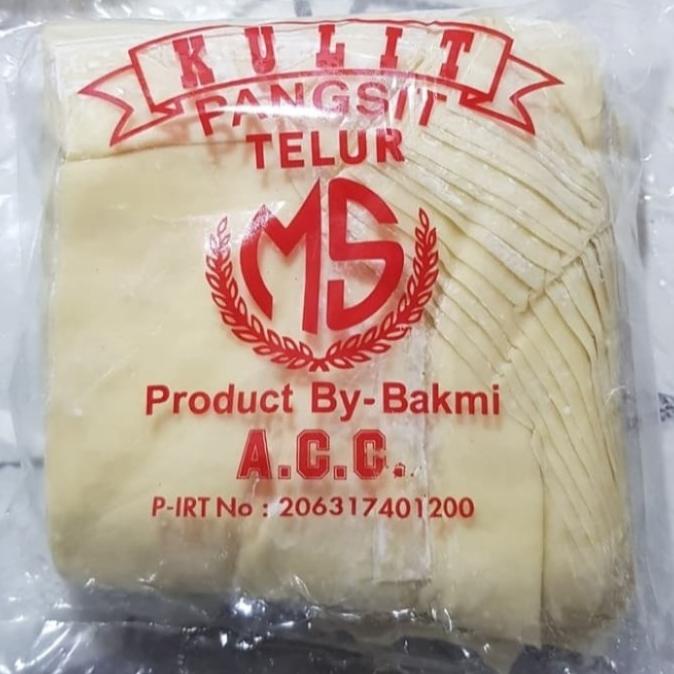 KULIT
PANGSIT
TELUR
MS
Product By-Bakmi
A.C.C.
P-IRT No : 206317401200